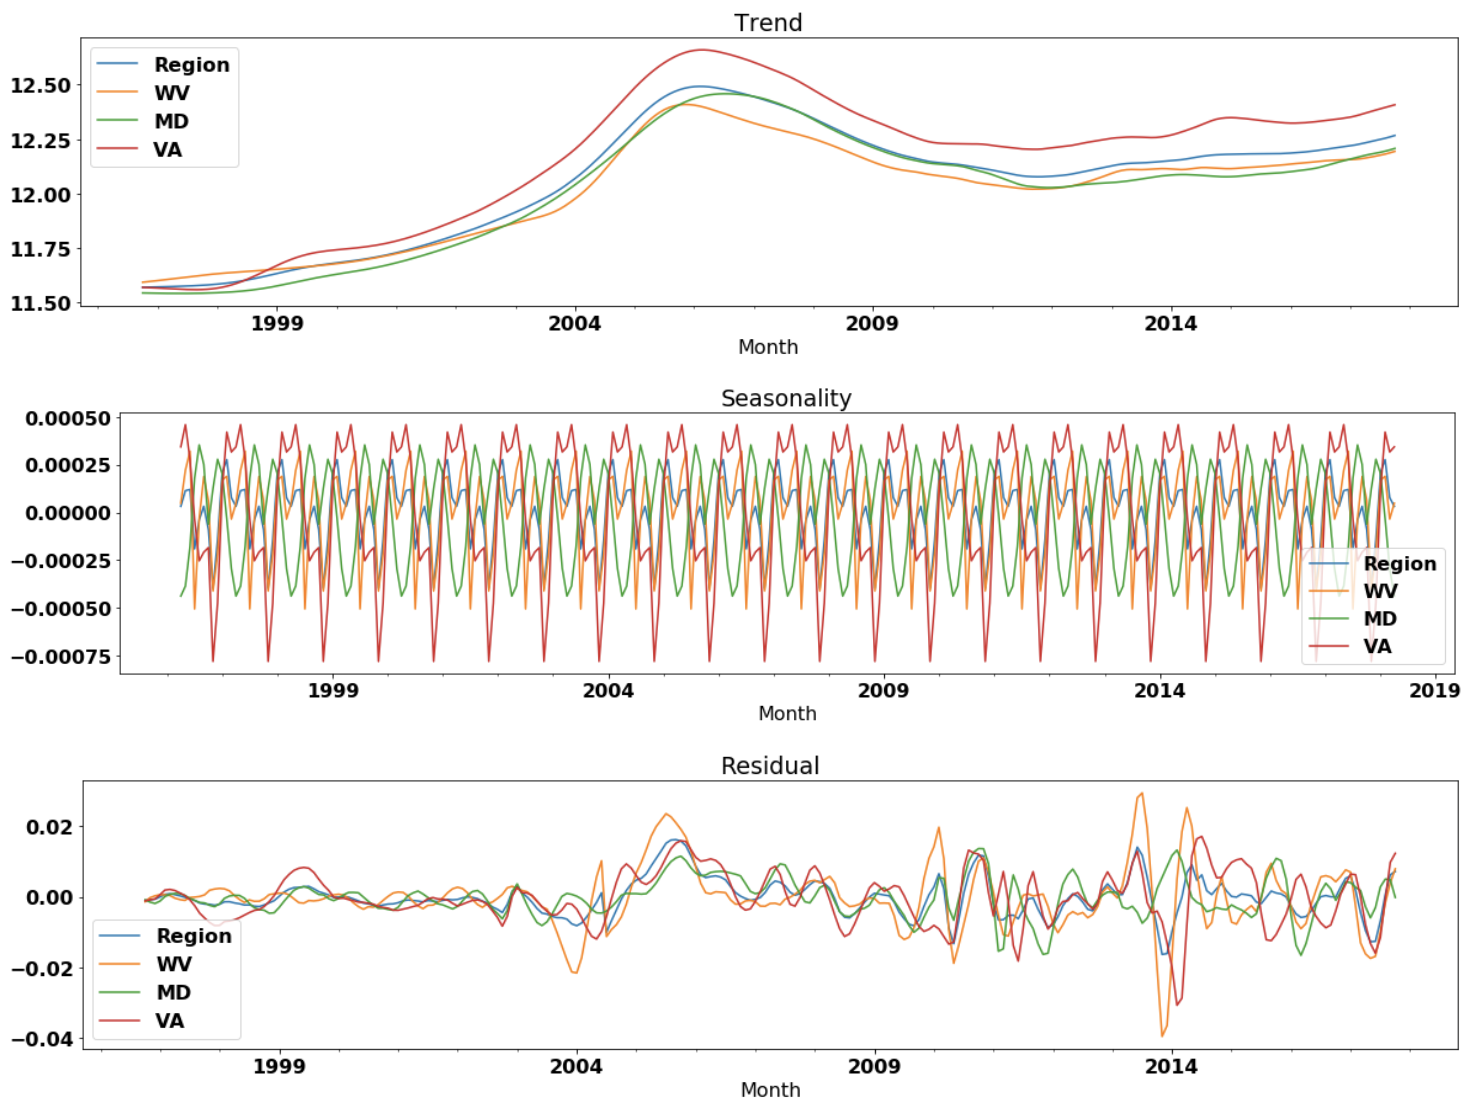 Trend
Region
WV
MD
VA
12.50
12.25
12.00
11.75
11.50
1999
2004
2009
2014
Month
Seasonality
0.00050
0.00025
0.00000
−0.00025
−0.00050
−0.00075
Region
WV
MD
VA
1999
2004
2009
2014
2019
Month
Residual
0.02
0.00
−0.02
−0.04
Region
WV
MD
VA
1999
2004
2009
2014
Month